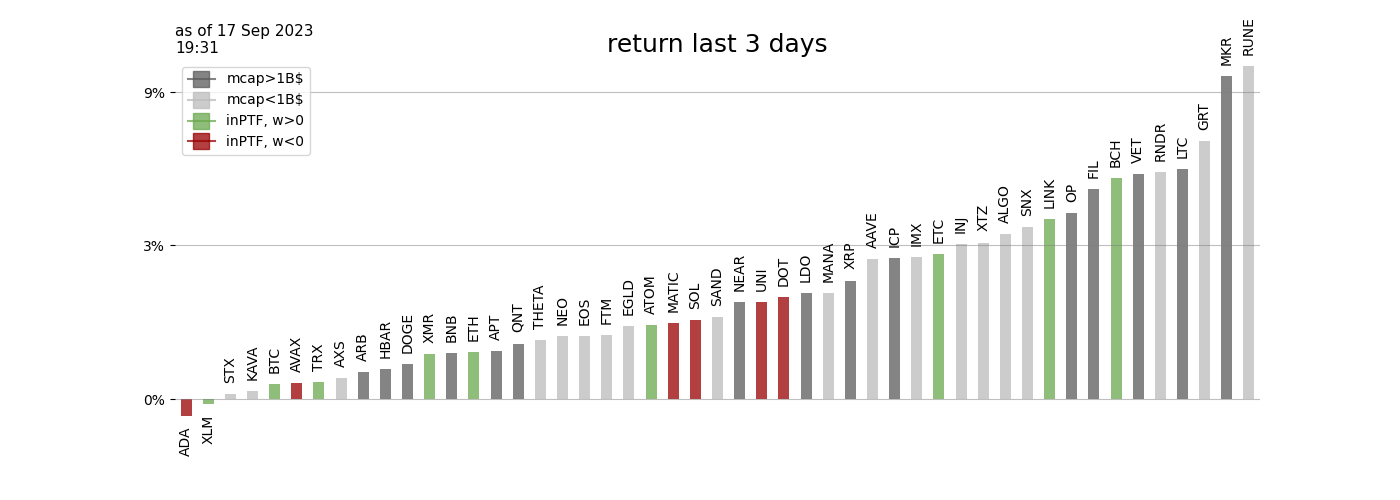 as of 17 Sep 2023
19:31
return last 3 days
mcap>1B$
mcap<1B$
inPTF, w>0
inPTF, w<0
9%
3%
0%
ADA
XLM
STX
KAVA
BTC
AVAX
TRX
AXS
ARB
HBAR
DOGE
XMR
BNB
ETH
APT
QNT
THETA
NEO
EOS
FTM
EGLD
ATOM
MATIC
SOL
SAND
NEAR
UNI
DOT
LDO
MANA
XRP
AAVE
ICP
IMX
ETC
INJ
XTZ
ALGO
SNX
LINK
OP
FIL
BCH
VET
RNDR
LTC
GRT
MKR
RUNE